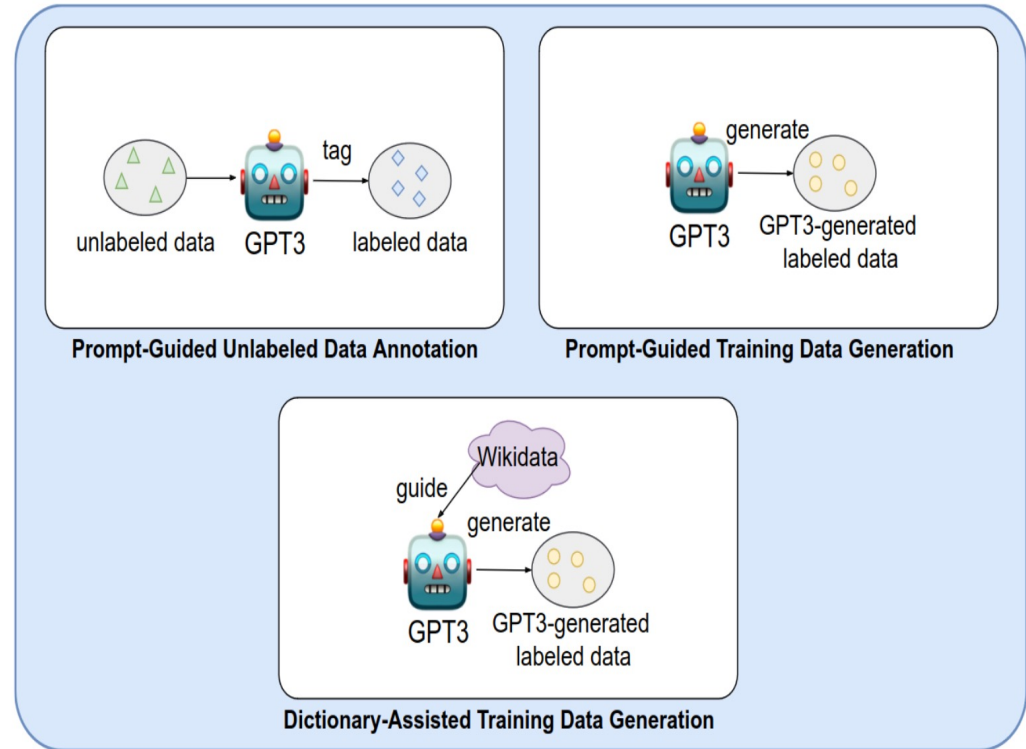 tag
unlabeled data
GPT3
labeled data
Prompt-Guided Unlabeled Data Annotation
generate
GPT3
GPT3-generated
labeled data
Prompt-Guided Training Data Generation
Wikidata
guide
generate
GPT3
GPT3-generated
labeled data
Dictionary-Assisted Training Data Generation